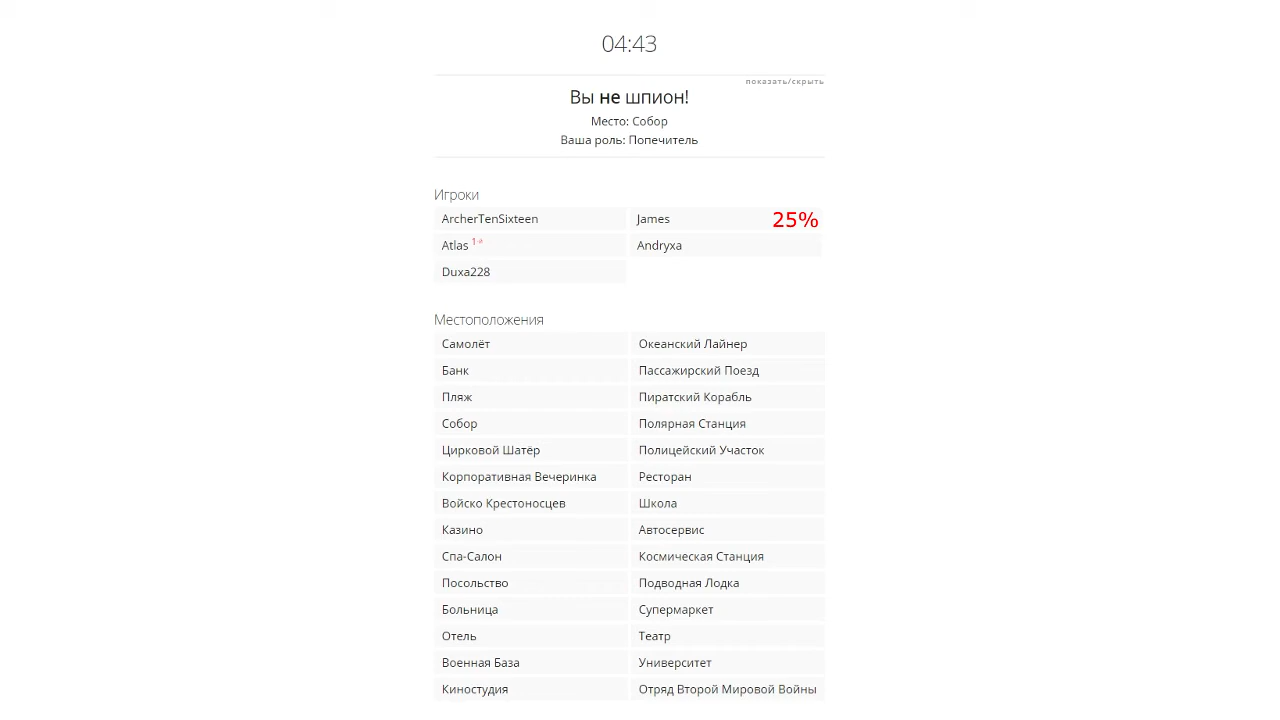 04:43
показать/скрыть
Вы не шпион!
Место: Собор
Ваша роль: Попечитель
Игроки
ArcherTenSixteen
James 25%
Atlas 1-й
Andryxa
Duxa228
Местоположения
Самолёт
Океанский Лайнер
Банк
Пассажирский Поезд
Пляж
Пиратский Корабль
Собор
Полярная Станция
Цирковой Шатёр
Полицейский Участок
Корпоративная Вечеринка
Ресторан
Войско Крестоносцев
Школа
Казино
Автосервис
Спа-Салон
Космическая Станция
Посольство
Подводная Лодка
Больница
Супермаркет
Отель
Театр
Военная База
Университет
Киностудия
Отряд Второй Мировой Войны